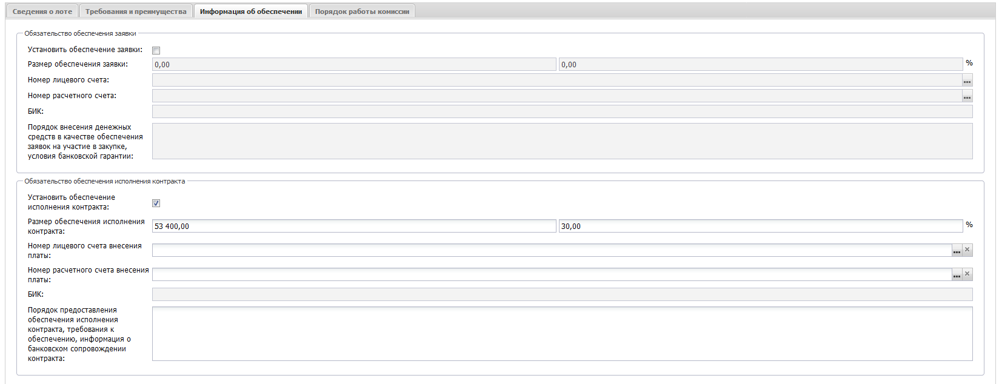 Сведения о лоте Требования и преимущества Информация об обеспечении Порядок работы комиссии
Обязательство обеспечения заявки
Установить обеспечение заявки:
Размер обеспечения заявки: 0,00 0,00 %
Номер лицевого счета: ...
Номер расчетного счета: ...
БИК:
Порядок внесения денежных
средств в качестве обеспечения
заявок на участие в закупке,
условия банковской гарантии:
Обязательство обеспечения исполнения контракта
Установить обеспечение
исполнения контракта:
Размер обеспечения исполнения
контракта: 53 400,00 30,00 %
Номер лицевого счета внесения
платы: ...
Номер расчетного счета внесения
платы: ...
БИК:
Порядок предоставления
обеспечения исполнения
контракта, требования к
обеспечению, информация о
банковском сопровождении
контракта: